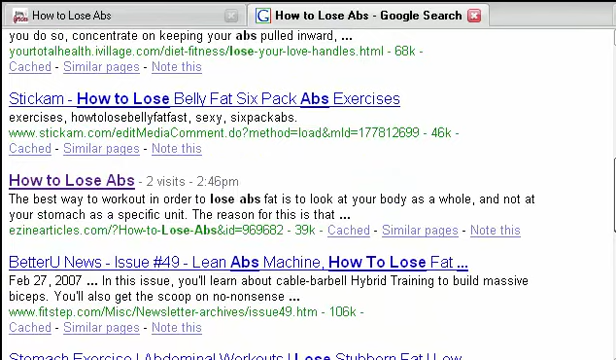 How to Lose Abs
How to Lose Abs - Google Search
you do so, concentrate on keeping your abs pulled inward, ...
yourtotalhealth.ivillage.com/diet-fitness/lose-your-love-handles.html - 68k -
Cached - Similar pages - Note this
Stickam - How to Lose Belly Fat Six Pack Abs Exercises
exercises, howtolosebellyfatfast, sexy, sixpackabs.
www.stickam.com/editMediaComment.do?method=load&mId=177812699 - 46k -
Cached - Similar pages - Note this
How to Lose Abs - 2 visits - 2:46pm
The best way to workout in order to lose abs fat is to look at your body as a whole, and not at
your stomach as a specific unit. The reason for this is that ...
ezinearticles.com/?How-to-Lose-Abs&id=969682 - 39k - Cached - Similar pages - Note this
BetterU News - Issue #49 - Lean Abs Machine, How To Lose Fat ...
Feb 27, 2007 ... In this issue, you'll learn about cable-barbell Hybrid Training to build massive
biceps. You'll also get the scoop on no-nonsense ...
www.fitstep.com/Misc/Newsletter-archives/issue49.htm - 106k -
Cached - Similar pages - Note this
Stomach Exercise | Abdominal Workouts | Lose Stubborn Fat | Low